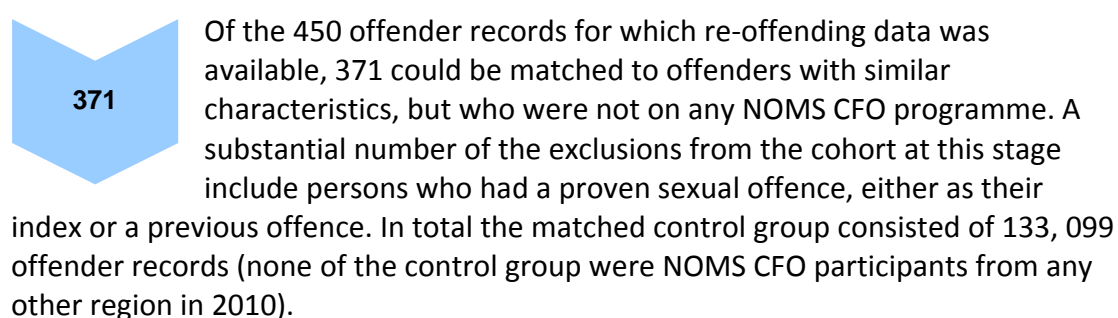 Of the 450 offender records for which re-offending data was
available, 371 could be matched to offenders with similar
371
characteristics, but who were not on any NOMS CFO programme. A
substantial number of the exclusions from the cohort at this stage
include persons who had a proven sexual offence, either as their
index or a previous offence. In total the matched control group consisted of 133, 099
offender records (none of the control group were NOMS CFO participants from any
other region in 2010).